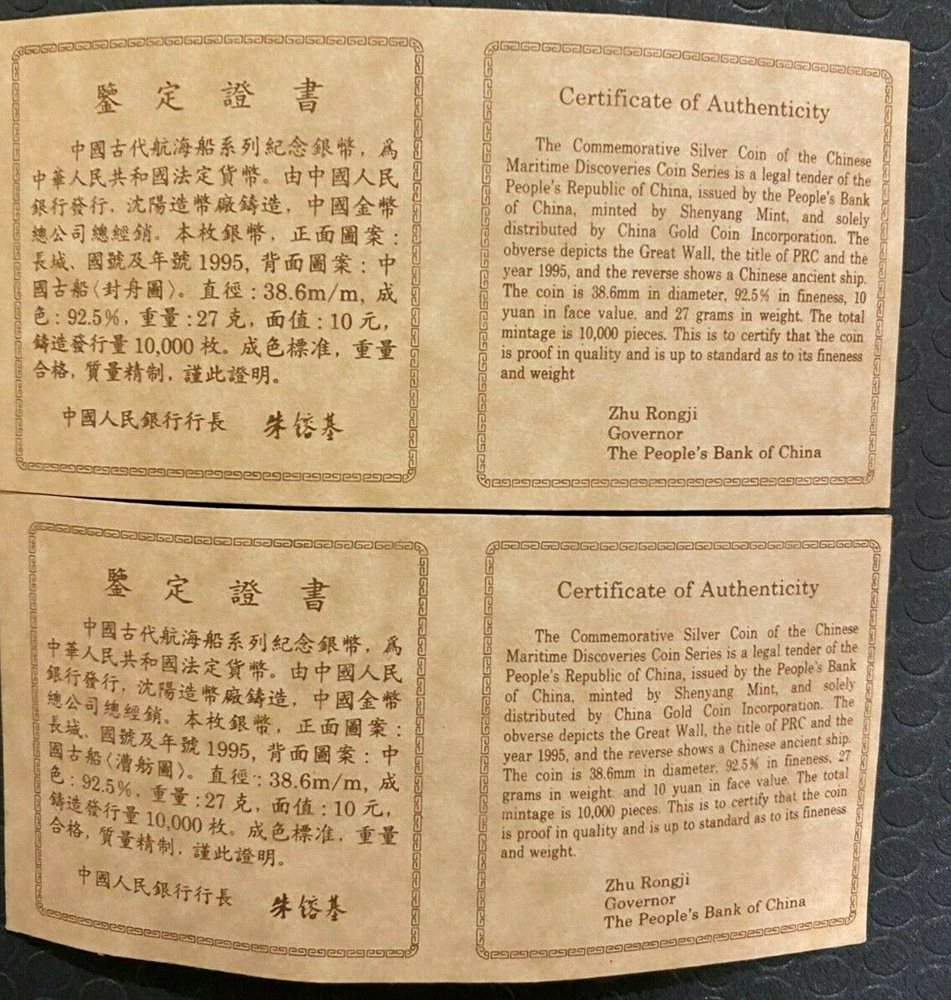 鑒定證書
中國古代航海船系列紀念銀幣，爲
中華人民共和國法定貨幣。由中國人民
銀行發行，沈陽造幣廠鑄造，中國金幣
總公司總經銷。本枚銀幣，正面圖案：
長城、國號及年號1995，背面圖案：中
國古船〈封舟圖〉。直徑：38.6m/m，成
色：92.5%，重量：27克，面值：10元，
鑄造發行量10,000枚。成色標准，重量
合格，質量精制，謹此證明。
中國人民銀行行長 朱镕基
Certificate of Authenticity
The Commemorative Silver Coin of the Chinese
Maritime Discoveries Coin Series is a legal tender of the
People's Republic of China, issued by the People's Bank
of China, minted by Shenyang Mint, and solely
distributed by China Gold Coin Incorporation. The
obverse depicts the Great Wall, the title of PRC and the
year 1995, and the reverse shows a Chinese ancient ship.
The coin is 38.6mm in diameter, 92.5% in fineness, 10
yuan in face value, and 27 grams in weight. The total
mintage is 10,000 pieces. This is to certify that the coin
is proof in quality and is up to standard as to its fineness
and weight
Zhu Rongji
Governor
The People's Bank of China
鑒定證書
中國古代航海船系列紀念銀幣，爲
中華人民共和國法定貨幣。由中國人民
銀行發行，沈陽造幣廠鑄造，中國金幣
總公司總經銷。本枚銀幣，正面圖案：
長城、國號及年號1995，背面圖案：中
國古船〈漕舫圖〉。直徑：38.6m/m，成
色：92.5%，重量：27克，面值：10元，
鑄造發行量10,000枚。成色標准，重量
合格，質量精制，謹此證明。
中國人民銀行行長 朱镕基
Certificate of Authenticity
The Commemorative Silver Coin of the Chinese
Maritime Discoveries Coin Series is a legal tender of the
People's Republic of China, issued by the People's Bank
of China, minted by Shenyang Mint, and solely
distributed by China Gold Coin Incorporation. The
obverse depicts the Great Wall, the title of PRC and the
year 1995, and the reverse shows a Chinese ancient ship.
The coin is 38.6mm in diameter, 92.5% in fineness, 27
grams in weight and 10 yuan in face value. The total
mintage is 10,000 pieces. This is to certify that the coin
is proof in quality and is up to standard as to its fineness
and weight.
Zhu Rongji
Governor
The People's Bank of China